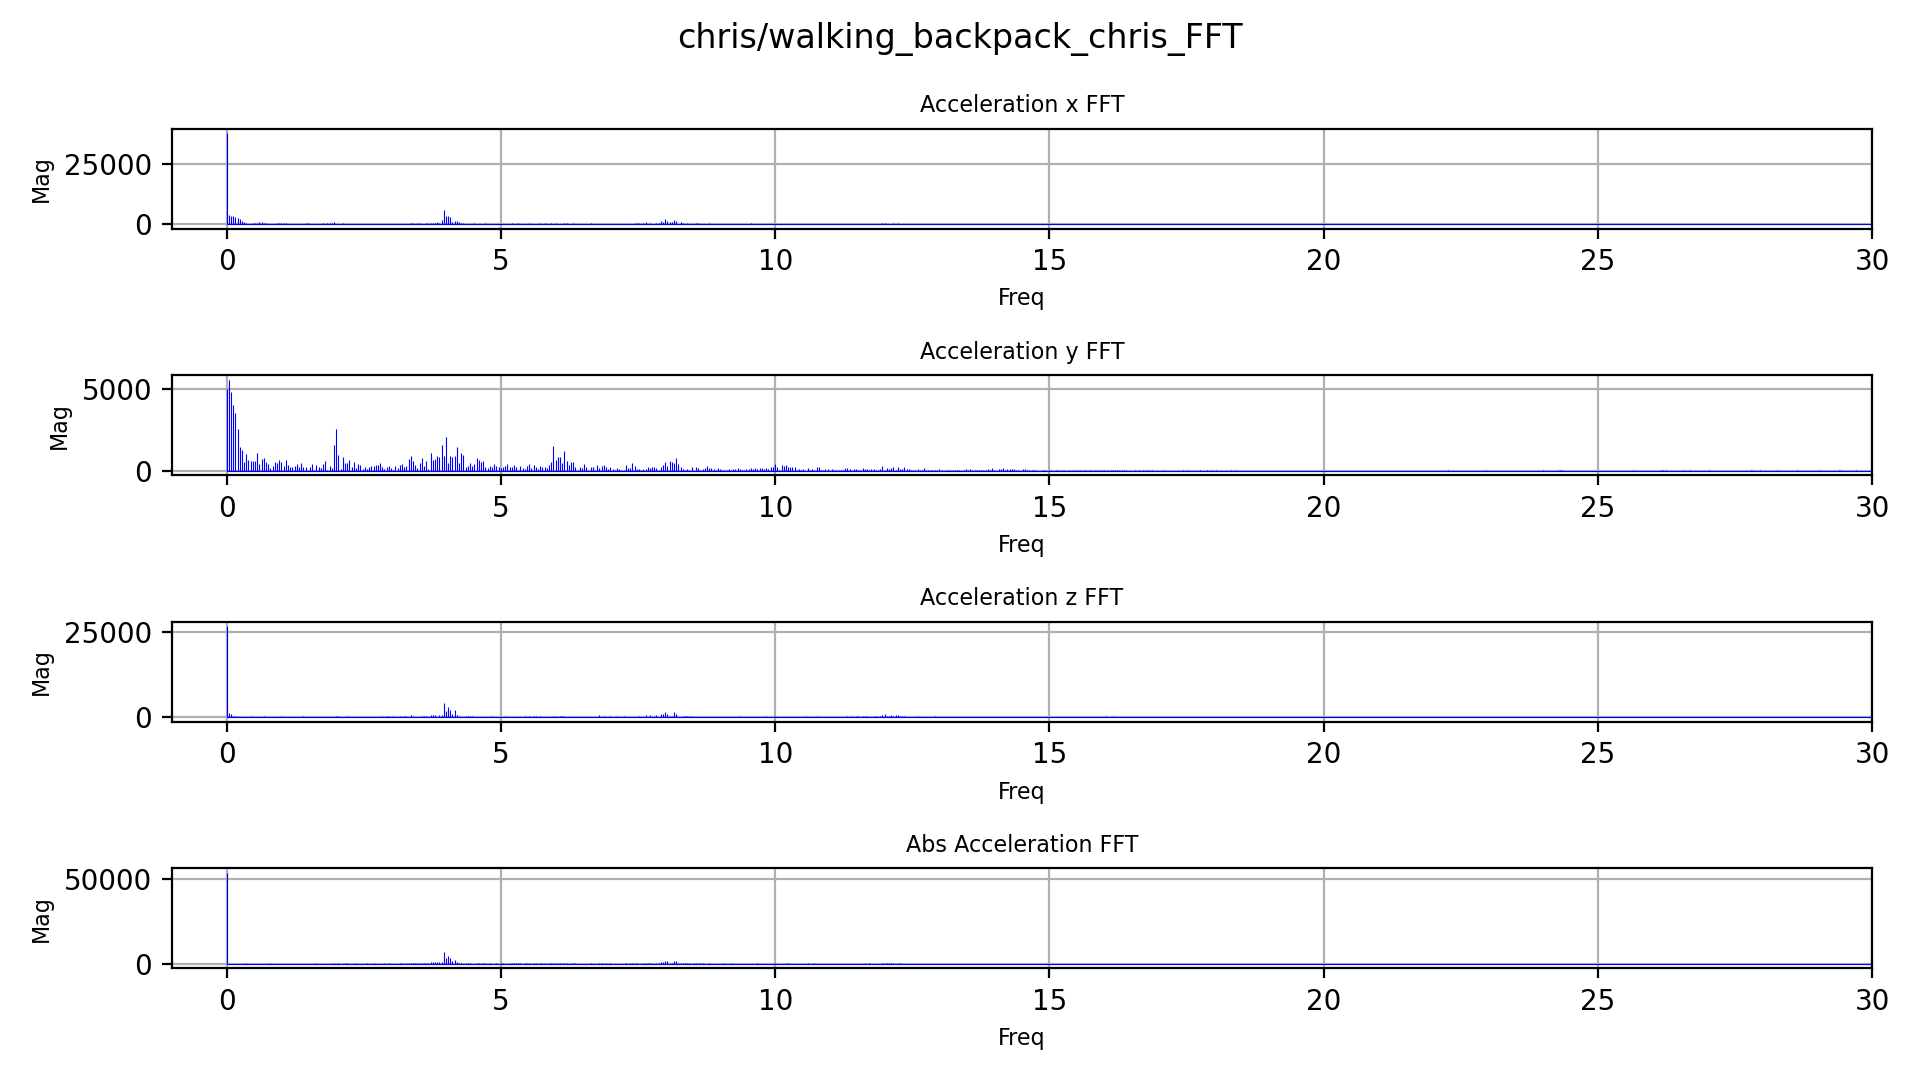 chris/walking_backpack_chris_FFT
Acceleration x FFT
Mag
25000
0
0 5 10 15 20 25 30
Freq
Acceleration y FFT
Mag
5000
0
0 5 10 15 20 25 30
Freq
Acceleration z FFT
Mag
25000
0
0 5 10 15 20 25 30
Freq
Abs Acceleration FFT
Mag
50000
0
0 5 10 15 20 25 30
Freq